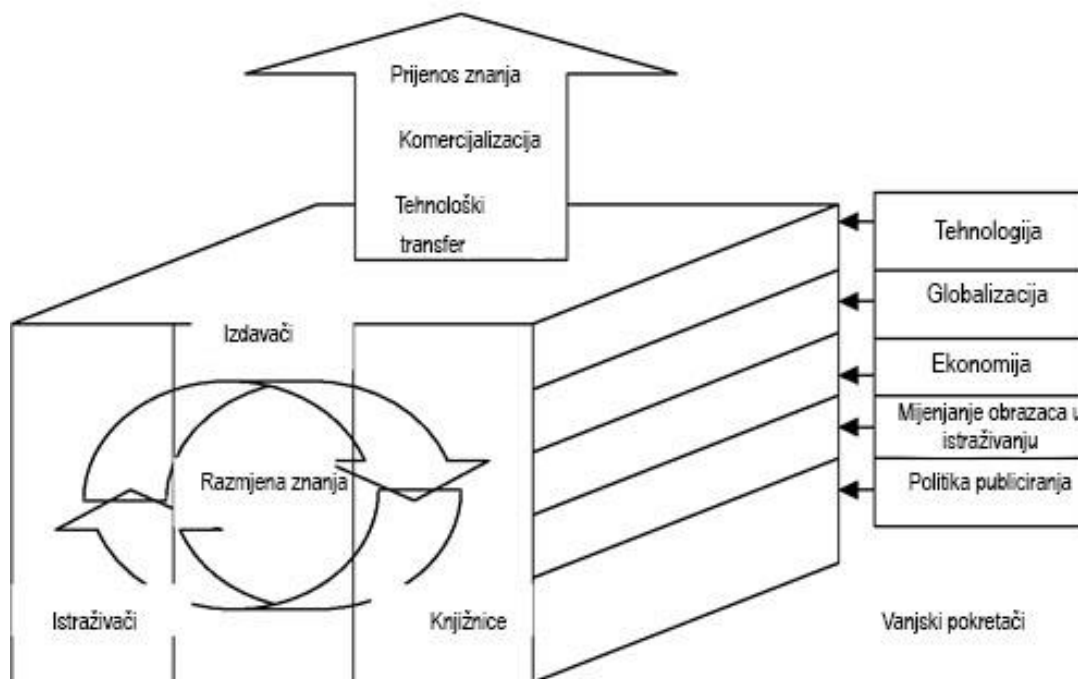 Prijenos znanja
Komercijalizacija
Tehnološki
transfer
Tehnologija
Globalizacija
Ekonomija
Mijenjanje obrazaca u
istraživanju
Politika publiciranja
Izdavači
Razmjena znanja
Istraživači
Knjižnice
Vanjski pokretači